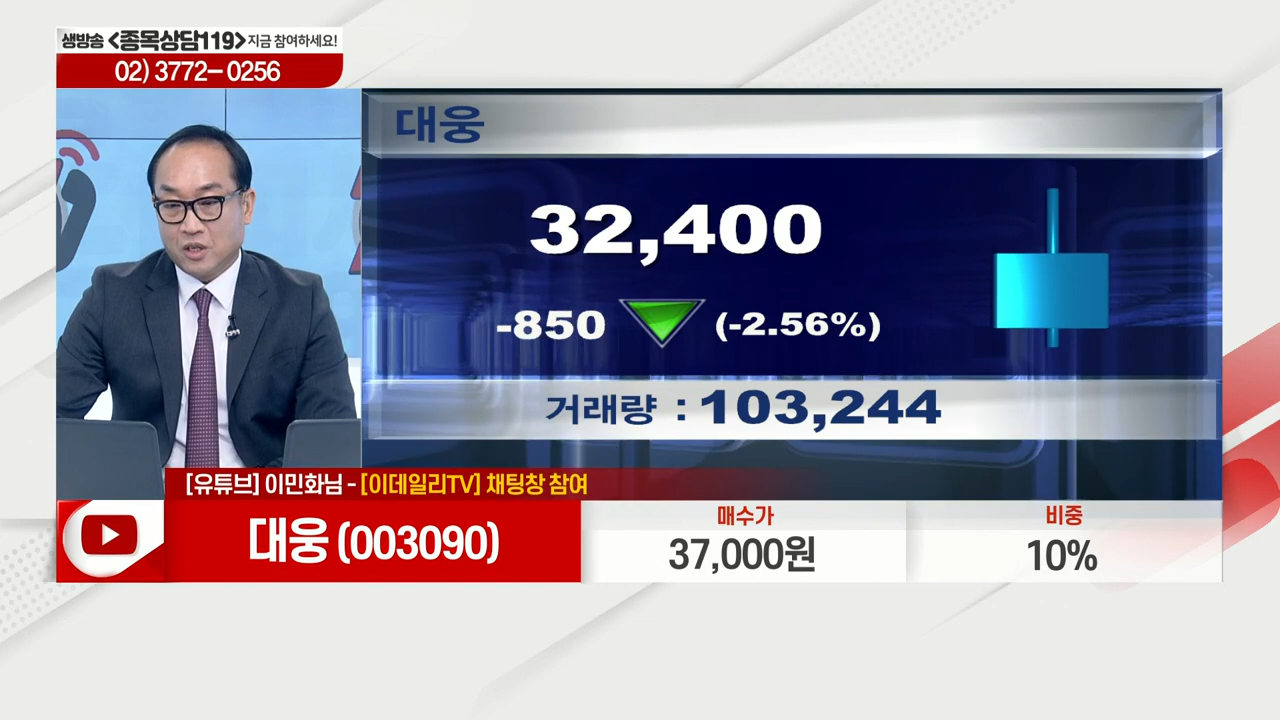 생방송 <종목상담119> 지금 참여하세요!
02) 3772-0256
대웅
32,400
-850 (-2.56%)
거래량 : 103,244
[유튜브] 이민화님 - [이데일리TV] 채팅창 참여
대웅 (003090)
매수가
37,000원
비중
10%